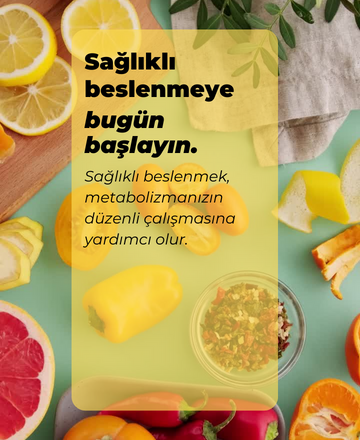 Sağlıklı
beslenmeye
bugün
başlayın.
Sağlıklı beslenmek,
metabolizmanızın
düzenli çalışmasına
yardımcı olur.